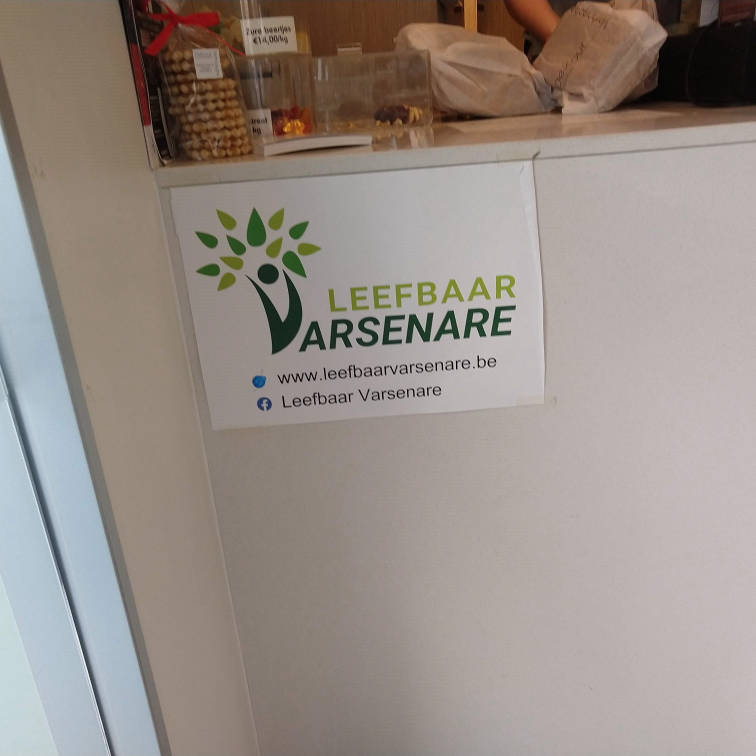 Zure beertjes
€14,00/kg
LEEFBAAR
VARSENARE
www.leefbaarvarsenare.be
Leefbaar Varsenare